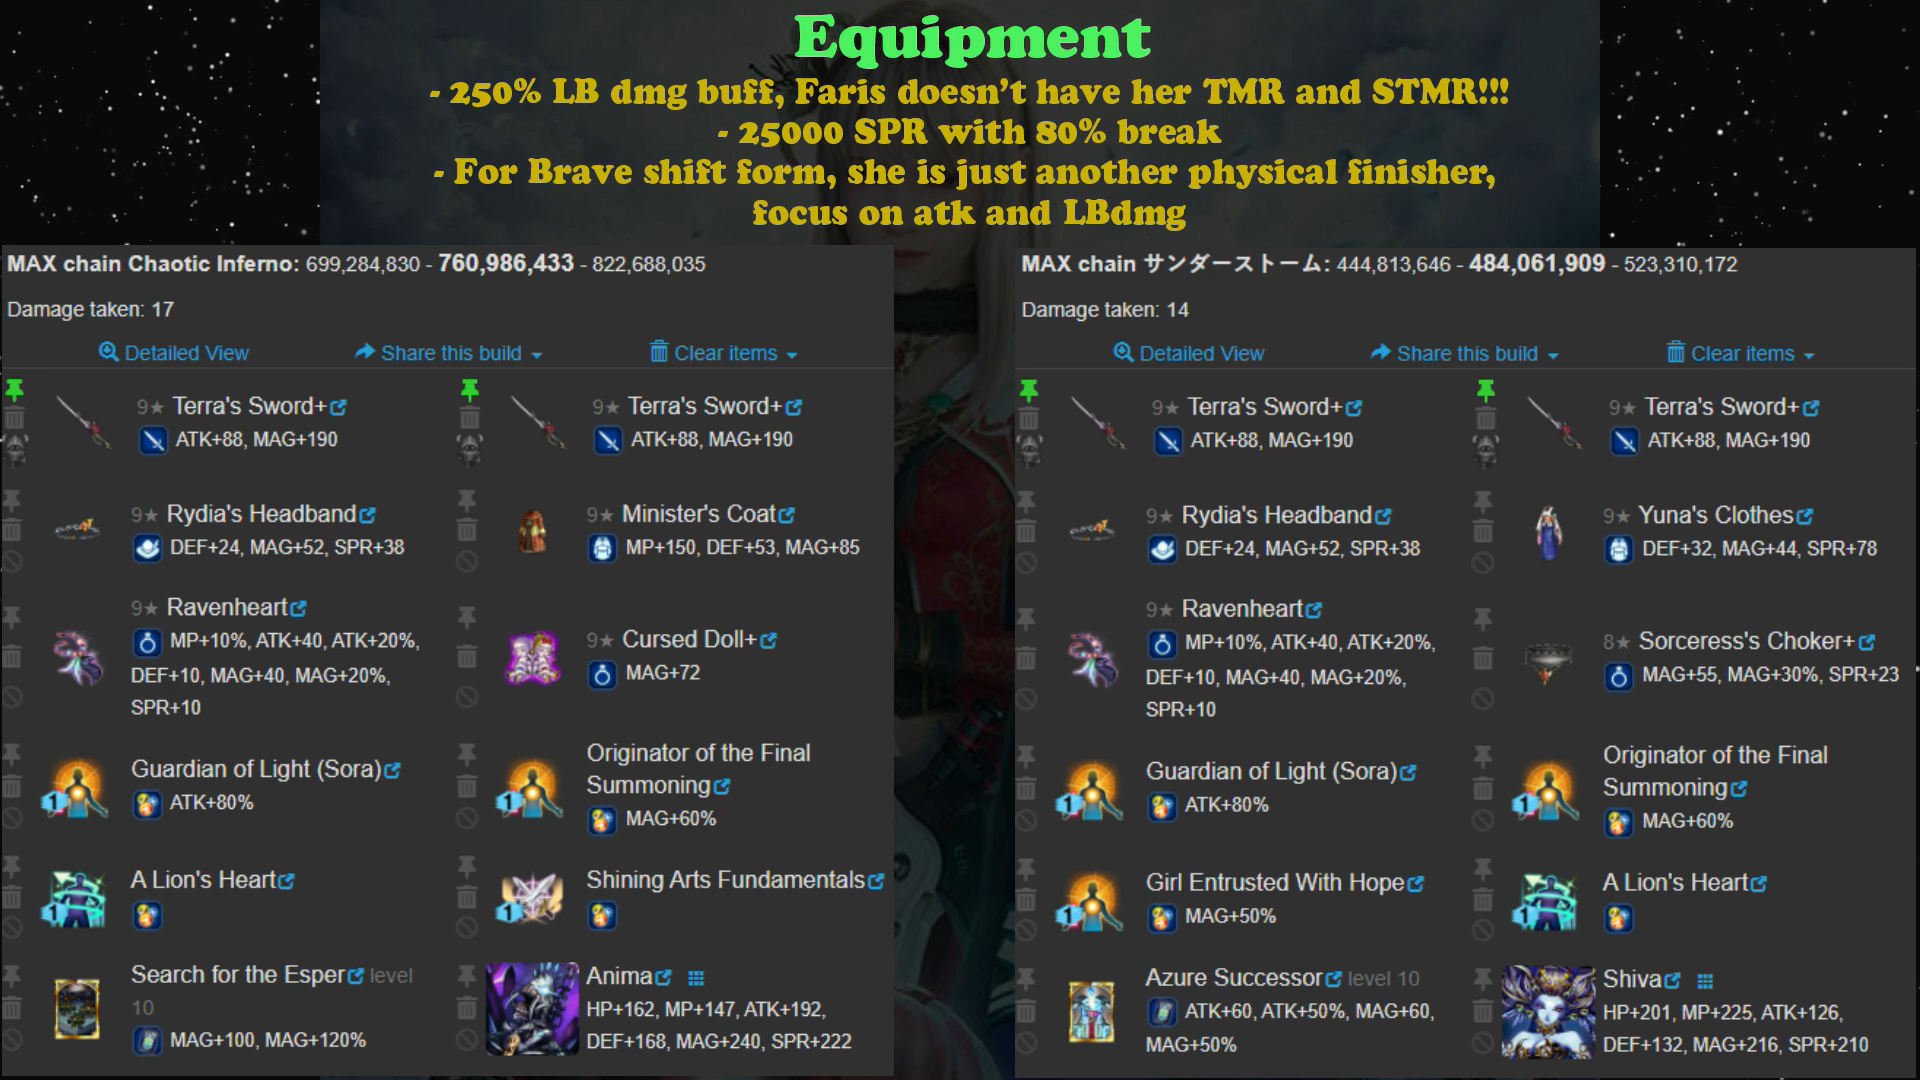 Equipment
- 250% LB dmg buff, Faris doesn't have her TMR and STMR!!!
- 25000 SPR with 80% break
- For Brave shift form, she is just another physical finisher,
focus on atk and LBdmg
MAX chain Chaotic Inferno: 699,284,830 - 760,986,433 - 822,688,035
Damage taken: 17
Detailed View Share this build Clear items
9★ Terra's Sword+ 9★ Terra's Sword+
ATK+88, MAG+190 ATK+88, MAG+190
9★ Rydia's Headband 9★ Minister's Coat
DEF+24, MAG+52, SPR+38 MP+150, DEF+53, MAG+85
9★ Ravenheart
MP+10%, ATK+40, ATK+20%,
DEF+10, MAG+40, MAG+20%,
SPR+10
9★ Cursed Doll+
MAG+72
Guardian of Light (Sora)
ATK+80%
Originator of the Final
Summoning
MAG+60%
A Lion's Heart Shining Arts Fundamentals
Search for the Esper level
10
MAG+100, MAG+120%
Anima
HP+162, MP+147, ATK+192,
DEF+168, MAG+240, SPR+222
MAX chain サンダーストーム: 444,813,646 - 484,061,909 - 523,310,172
Damage taken: 14
Detailed View Share this build Clear items
9★ Terra's Sword+ 9★ Terra's Sword+
ATK+88, MAG+190 ATK+88, MAG+190
9★ Rydia's Headband 9★ Yuna's Clothes
DEF+24, MAG+52, SPR+38 DEF+32, MAG+44, SPR+78
9★ Ravenheart
MP+10%, ATK+40, ATK+20%,
DEF+10, MAG+40, MAG+20%,
SPR+10
8★ Sorceress's Choker+
MAG+55, MAG+30%, SPR+23
Guardian of Light (Sora)
ATK+80%
Originator of the Final
Summoning
MAG+60%
Girl Entrusted With Hope
MAG+50%
A Lion's Heart
Azure Successor level 10
ATK+60, ATK+50%, MAG+60,
MAG+50%
Shiva
HP+201, MP+225, ATK+126,
DEF+132, MAG+216, SPR+210